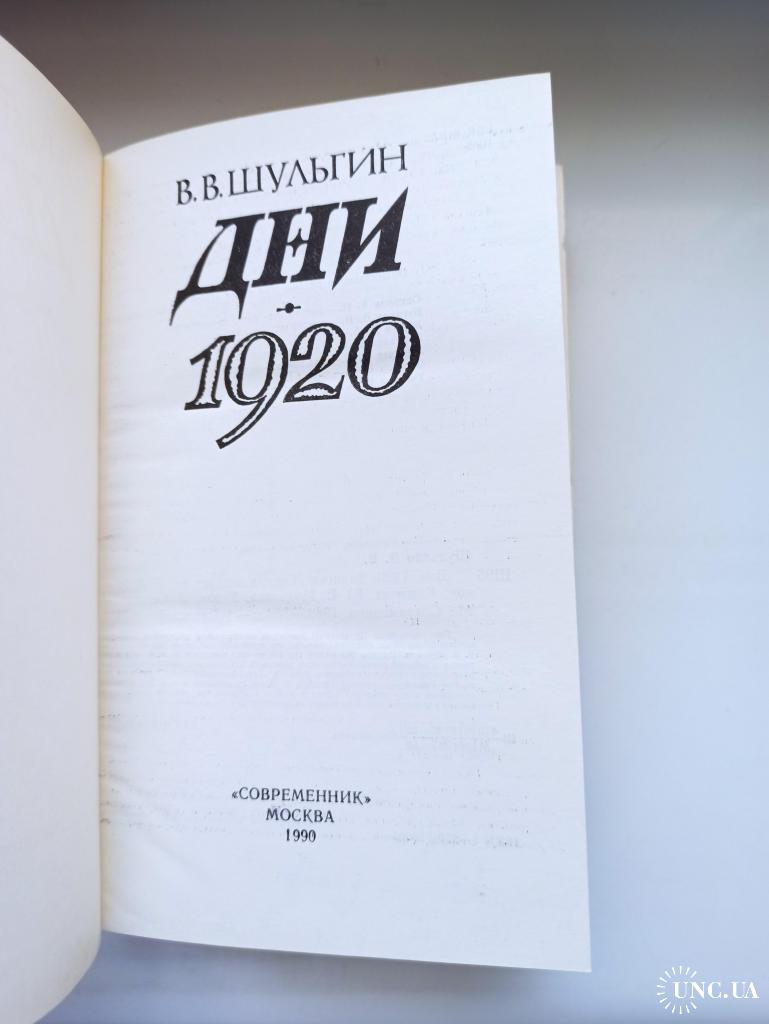 В. В. ШУЛЬГИН
ДНИ
1920
«СОВРЕМЕННИК»
МОСКВА
1990
UNC.UA